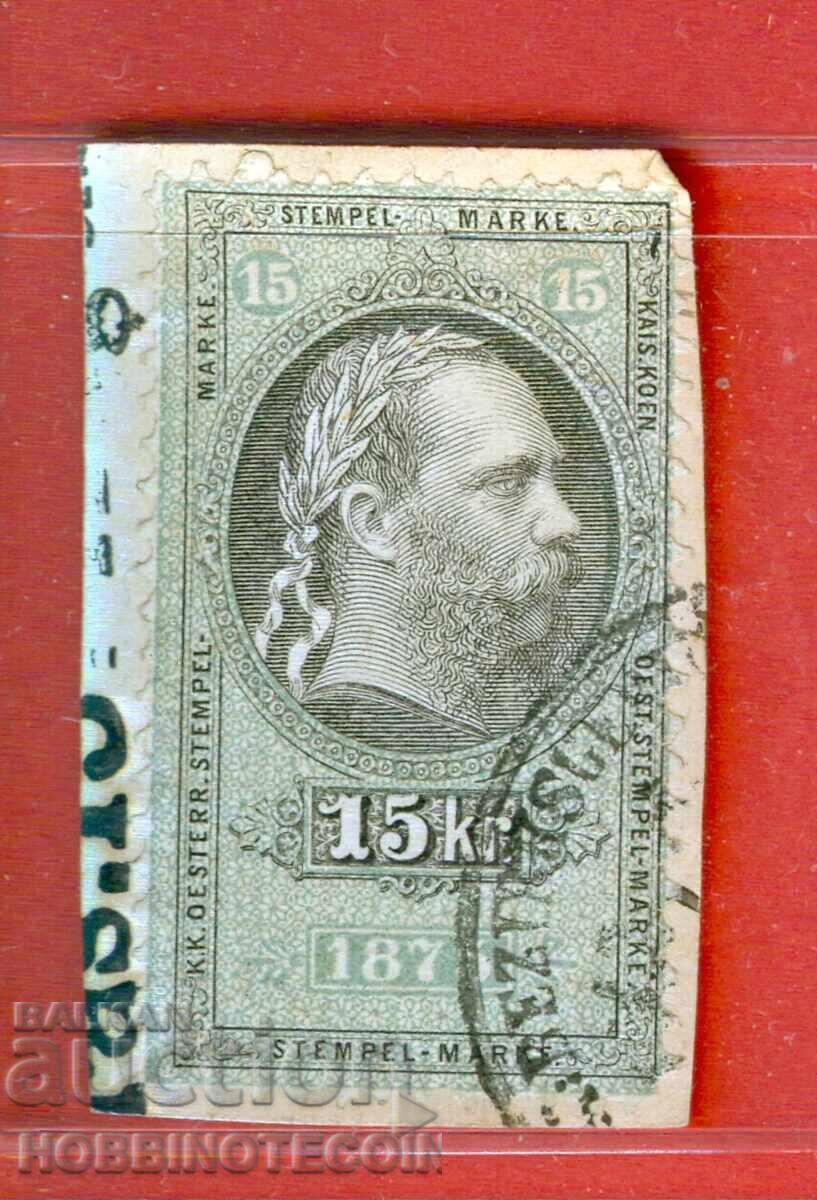 STEMPEL- MARKE.
15 15
MARKE.
KAIS.KOEN
K.K. OESTERR. STEMPEL-
OEST. STEMPEL-MARKE.
15 kr
187
STEMPEL-MARKE.
BALKAN
auction
HOBBINOTECOIN